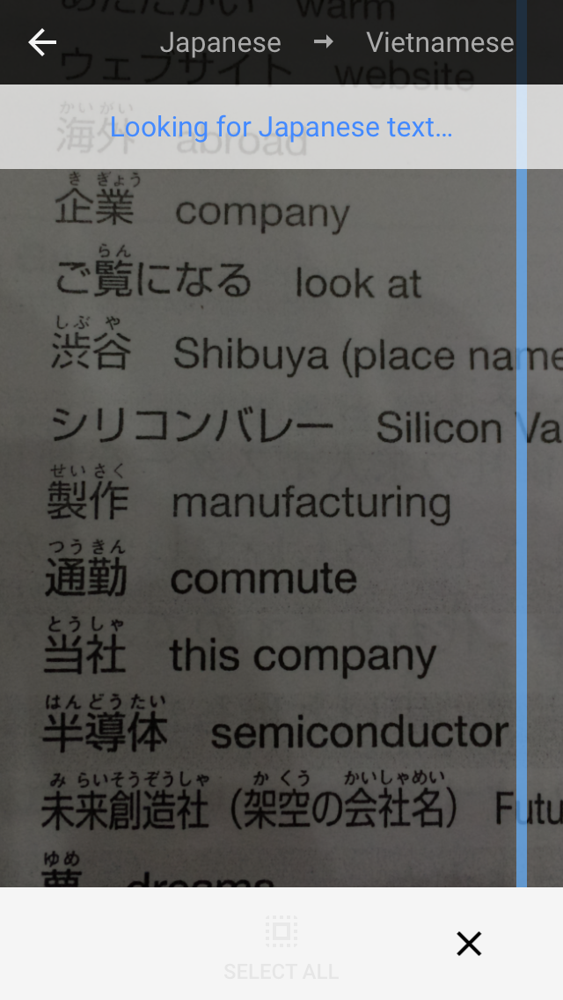 あたたかい warm
Japanese → Vietnamese
ウェブサイト website
かいがい
海外 abroad
Looking for Japanese text...
き ぎょう
企業 company
らん
ご覧になる look at
しぶ や
渋谷 Shibuya (place name
シリコンバレー Silicon Va
せいさく
製作 manufacturing
つうきん
通勤 commute
とうしゃ
当社 this company
はんどうたい
半導体 semiconductor
み らいそうぞうしゃ か くう かいしゃめい
未来創造社（架空の会社名） Futu
ゆめ
夢 dreams
SELECT ALL